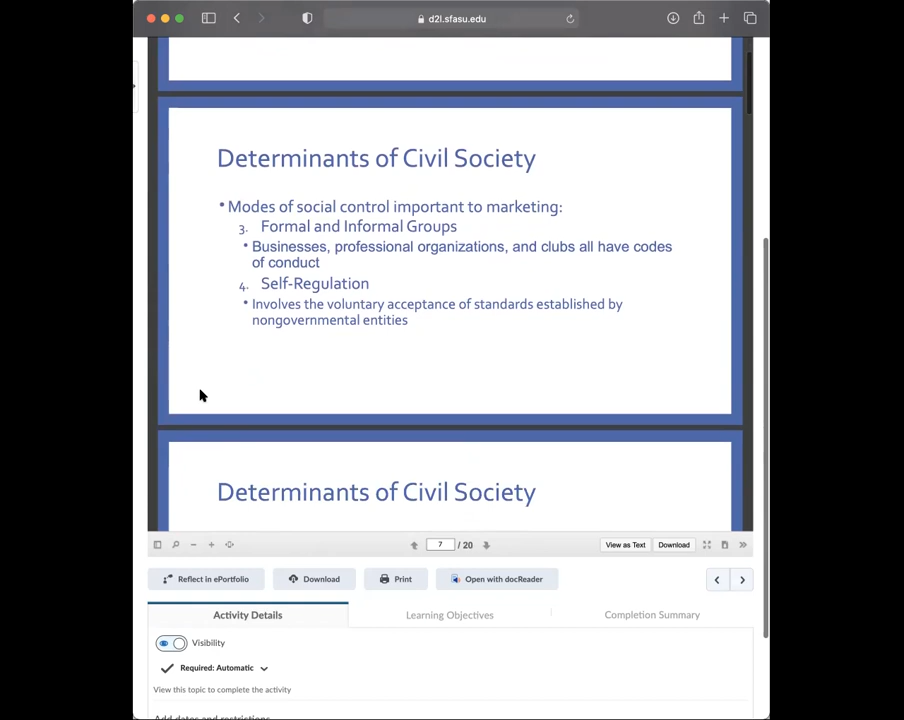 d2l.sfasu.edu
Determinants of Civil Society
• Modes of social control important to marketing:
3. Formal and Informal Groups
• Businesses, professional organizations, and clubs all have codes
of conduct
4. Self-Regulation
• Involves the voluntary acceptance of standards established by
nongovernmental entities
Determinants of Civil Society
7 / 20
View as Text
Download
Reflect in ePortfolio
Download
Print
Open with docReader
Activity Details
Learning Objectives
Completion Summary
Visibility
Required: Automatic
View this topic to complete the activity
Add dates and restrictions